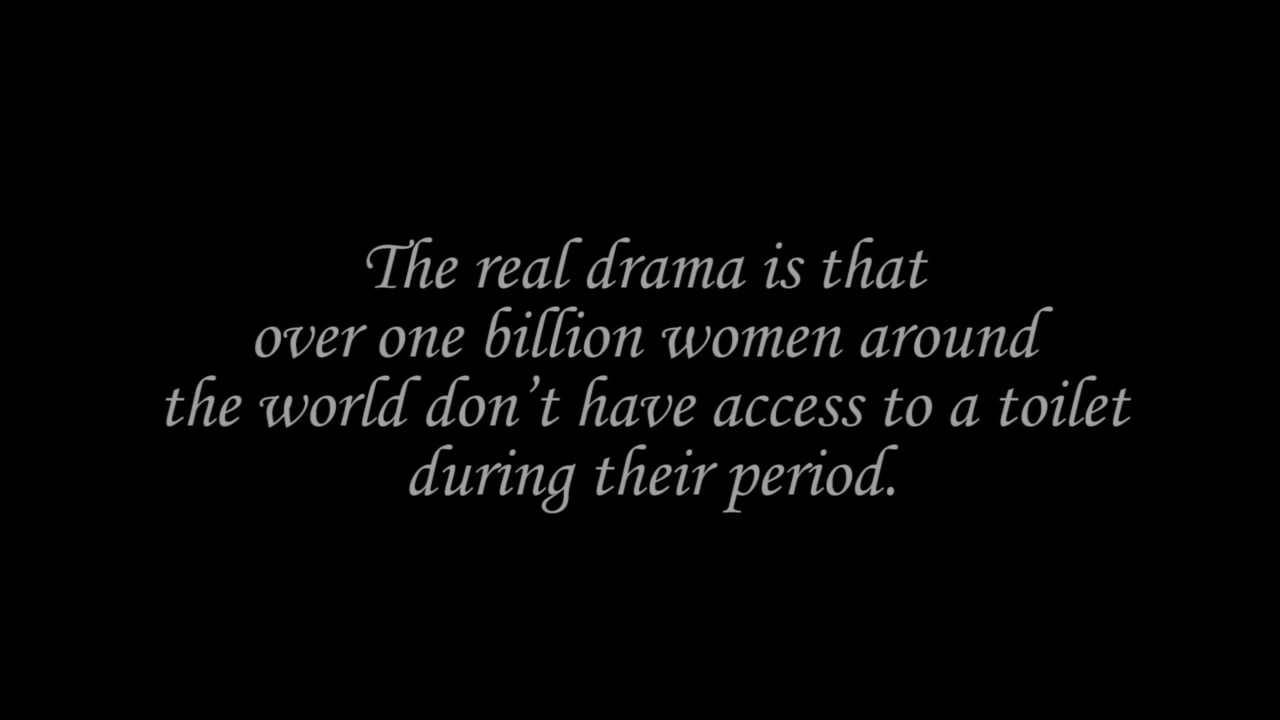 The real drama is that
over one billion women around
the world don’t have access to a toilet
during their period.